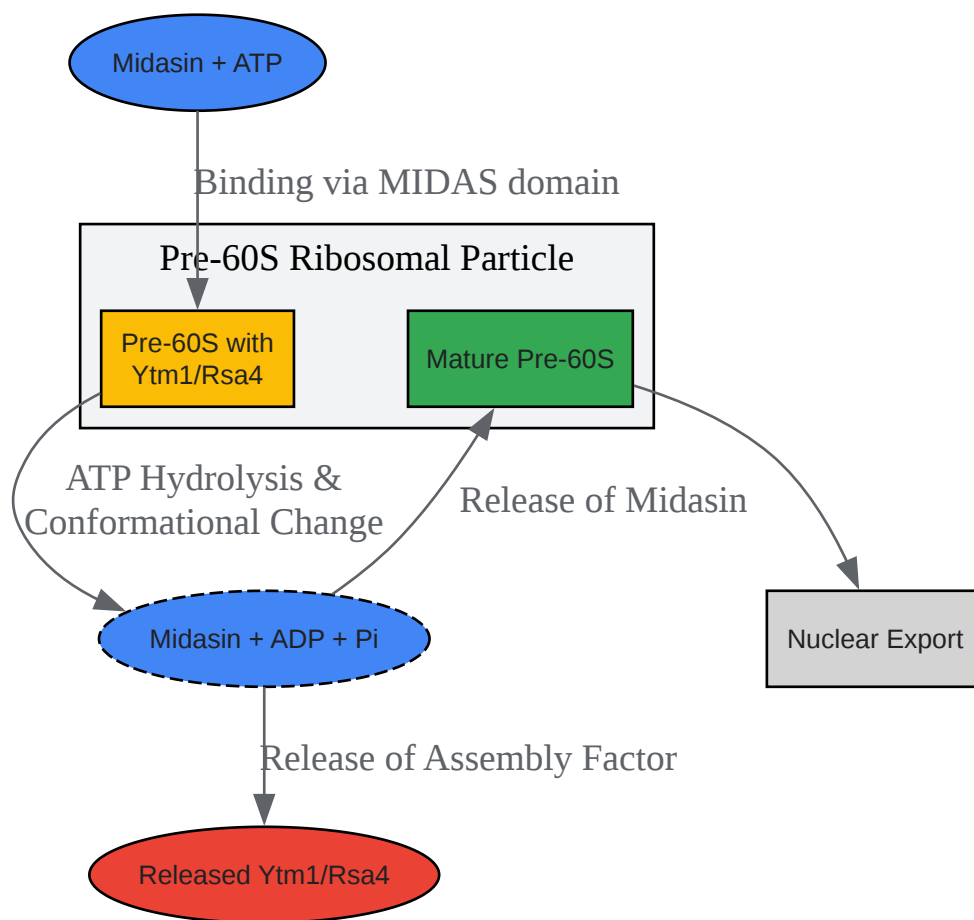 Midasin + ATP
Binding via MIDAS domain
Pre-60S Ribosomal Particle
Pre-60S with
Ytm1/Rsa4
Mature Pre-60S
ATP Hydrolysis &
Conformational Change
Release of Midasin
Midasin + ADP + Pi
Nuclear Export
Release of Assembly Factor
Released Ytm1/Rsa4